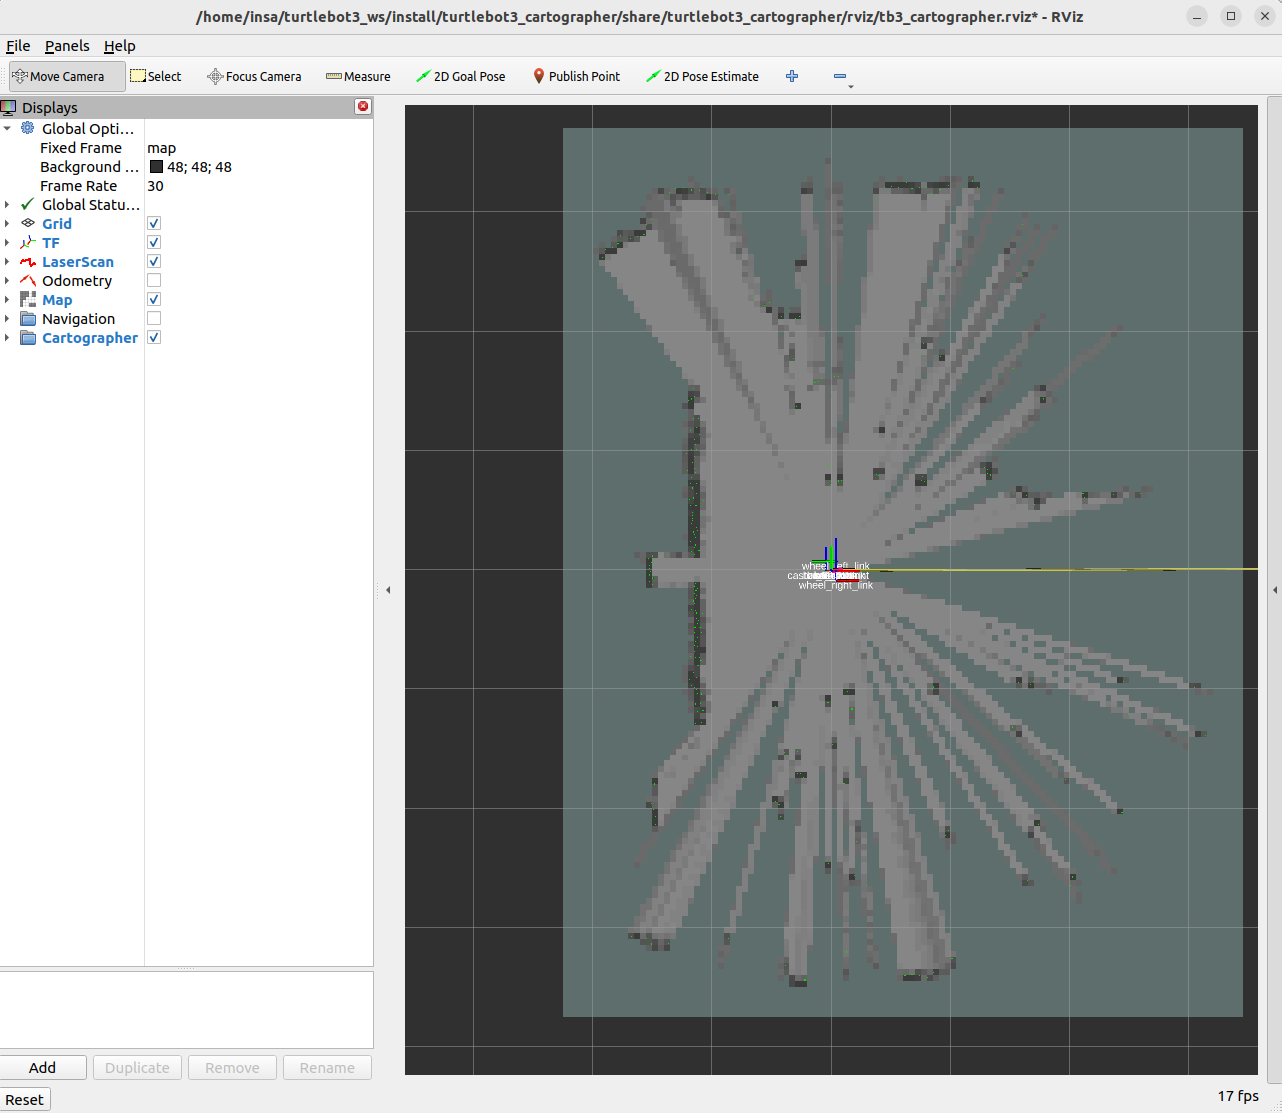 /home/insa/turtlebot3_ws/install/turtlebot3_cartographer/share/turtlebot3_cartographer/rviz/tb3_cartographer.rviz* - RViz
File Panels Help
Move Camera Select Focus Camera Measure 2D Goal Pose Publish Point 2D Pose Estimate
Displays
Global Opti...
Fixed Frame map
Background ... 48; 48; 48
Frame Rate 30
Global Statu...
Grid
TF
LaserScan
Odometry
Map
Navigation
Cartographer
wheel_left_link
wheel_right_link
Add Duplicate Remove Rename
Reset
17 fps